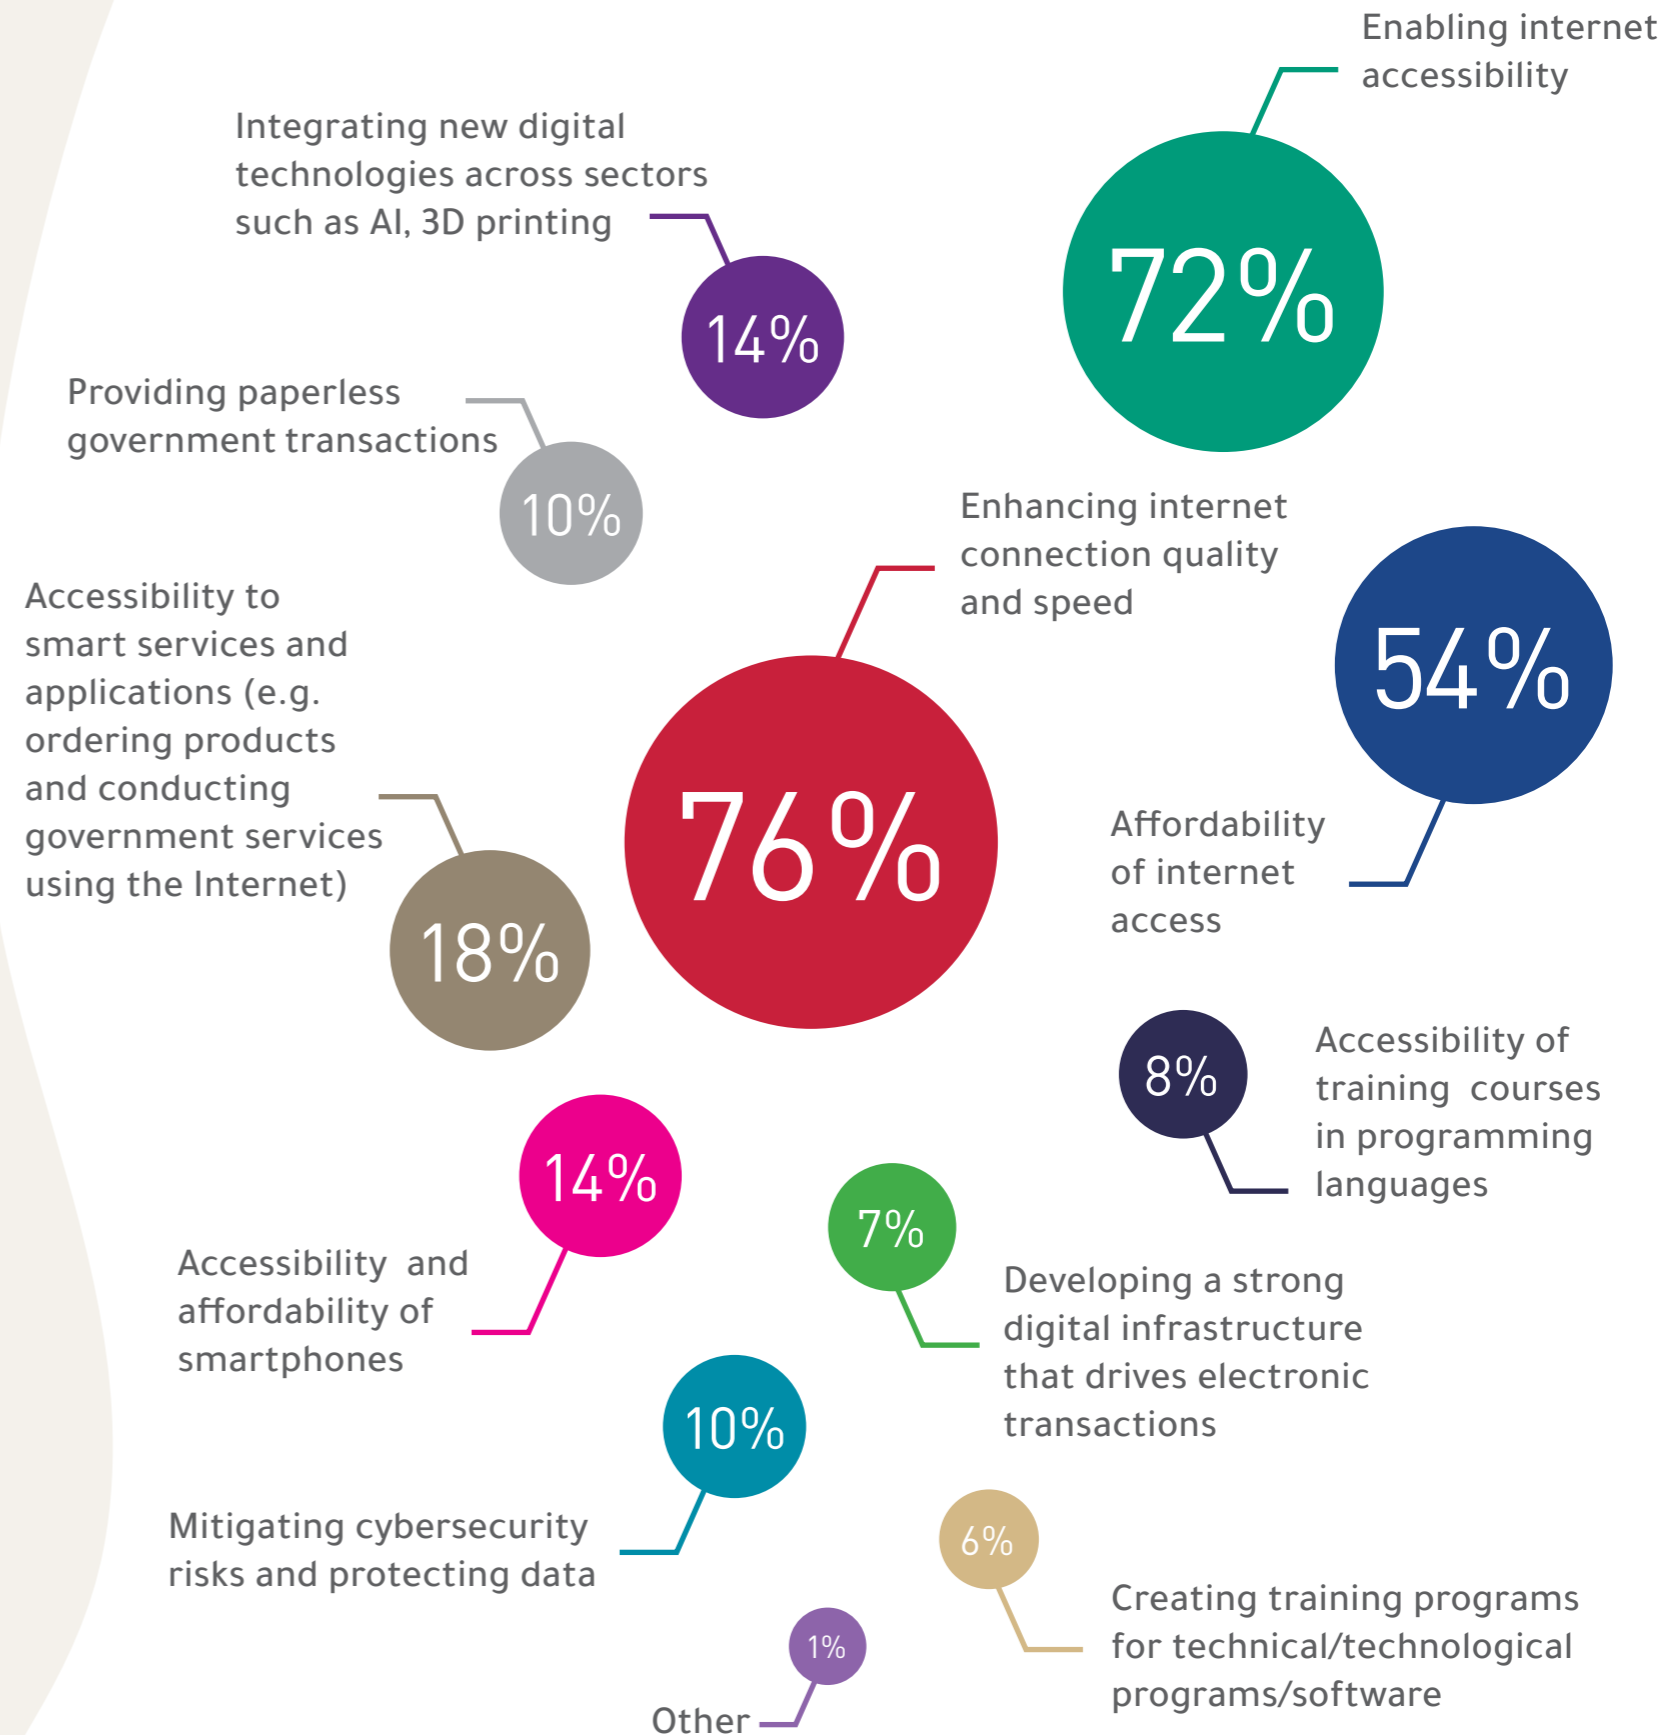 Enabling internet
accessibility
72%
Integrating new digital
technologies across sectors
such as AI, 3D printing
14%
Providing paperless
government transactions
10%
Enhancing internet
connection quality
and speed
76%
54%
Affordability
of internet
access
Accessibility to
smart services and
applications (e.g.
ordering products
and conducting
government services
using the Internet)
18%
8%
Accessibility of
training courses
in programming
languages
14%
Accessibility and
affordability of
smartphones
7%
Developing a strong
digital infrastructure
that drives electronic
transactions
10%
Mitigating cybersecurity
risks and protecting data
6%
Creating training programs
for technical/technological
programs/software
1%
Other